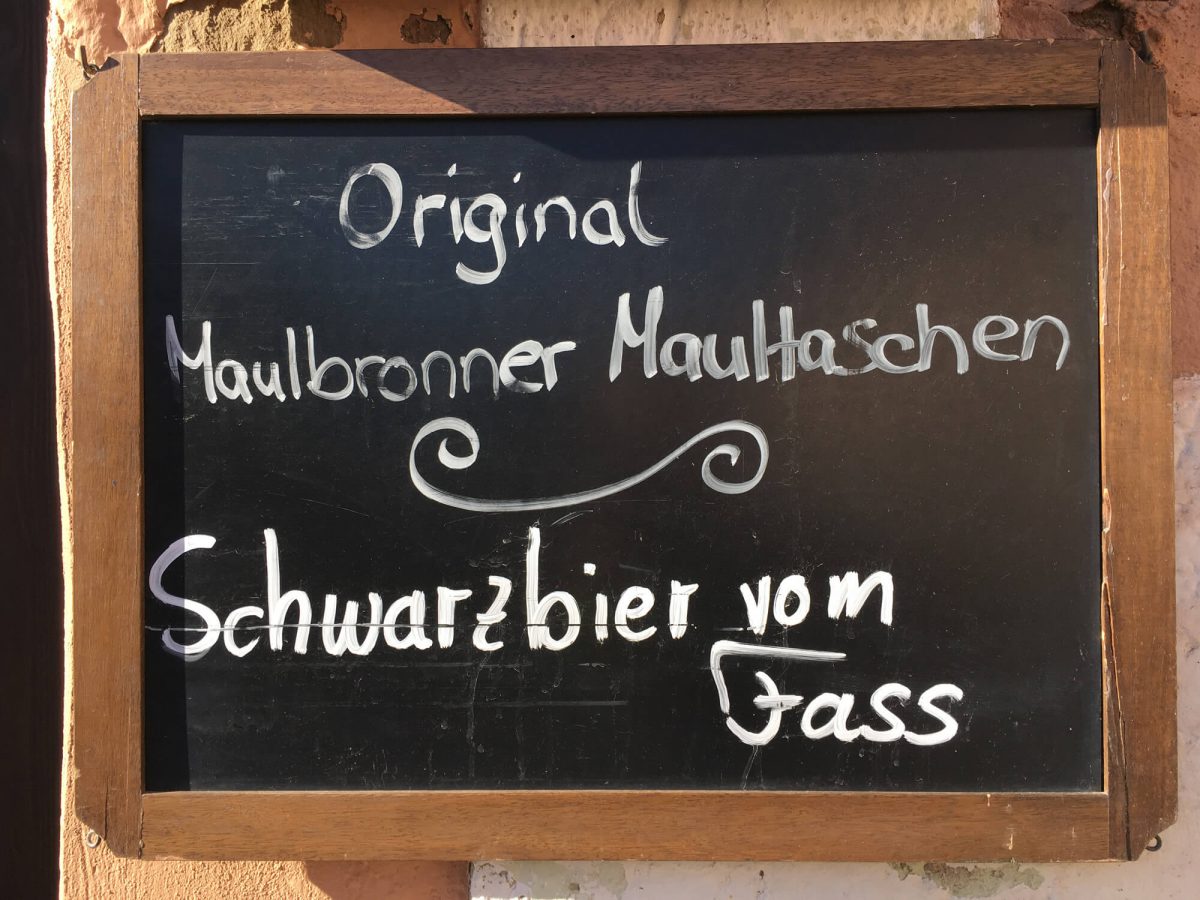 Original
Maulbronner Maultaschen
Schwarzbier vom
Fass